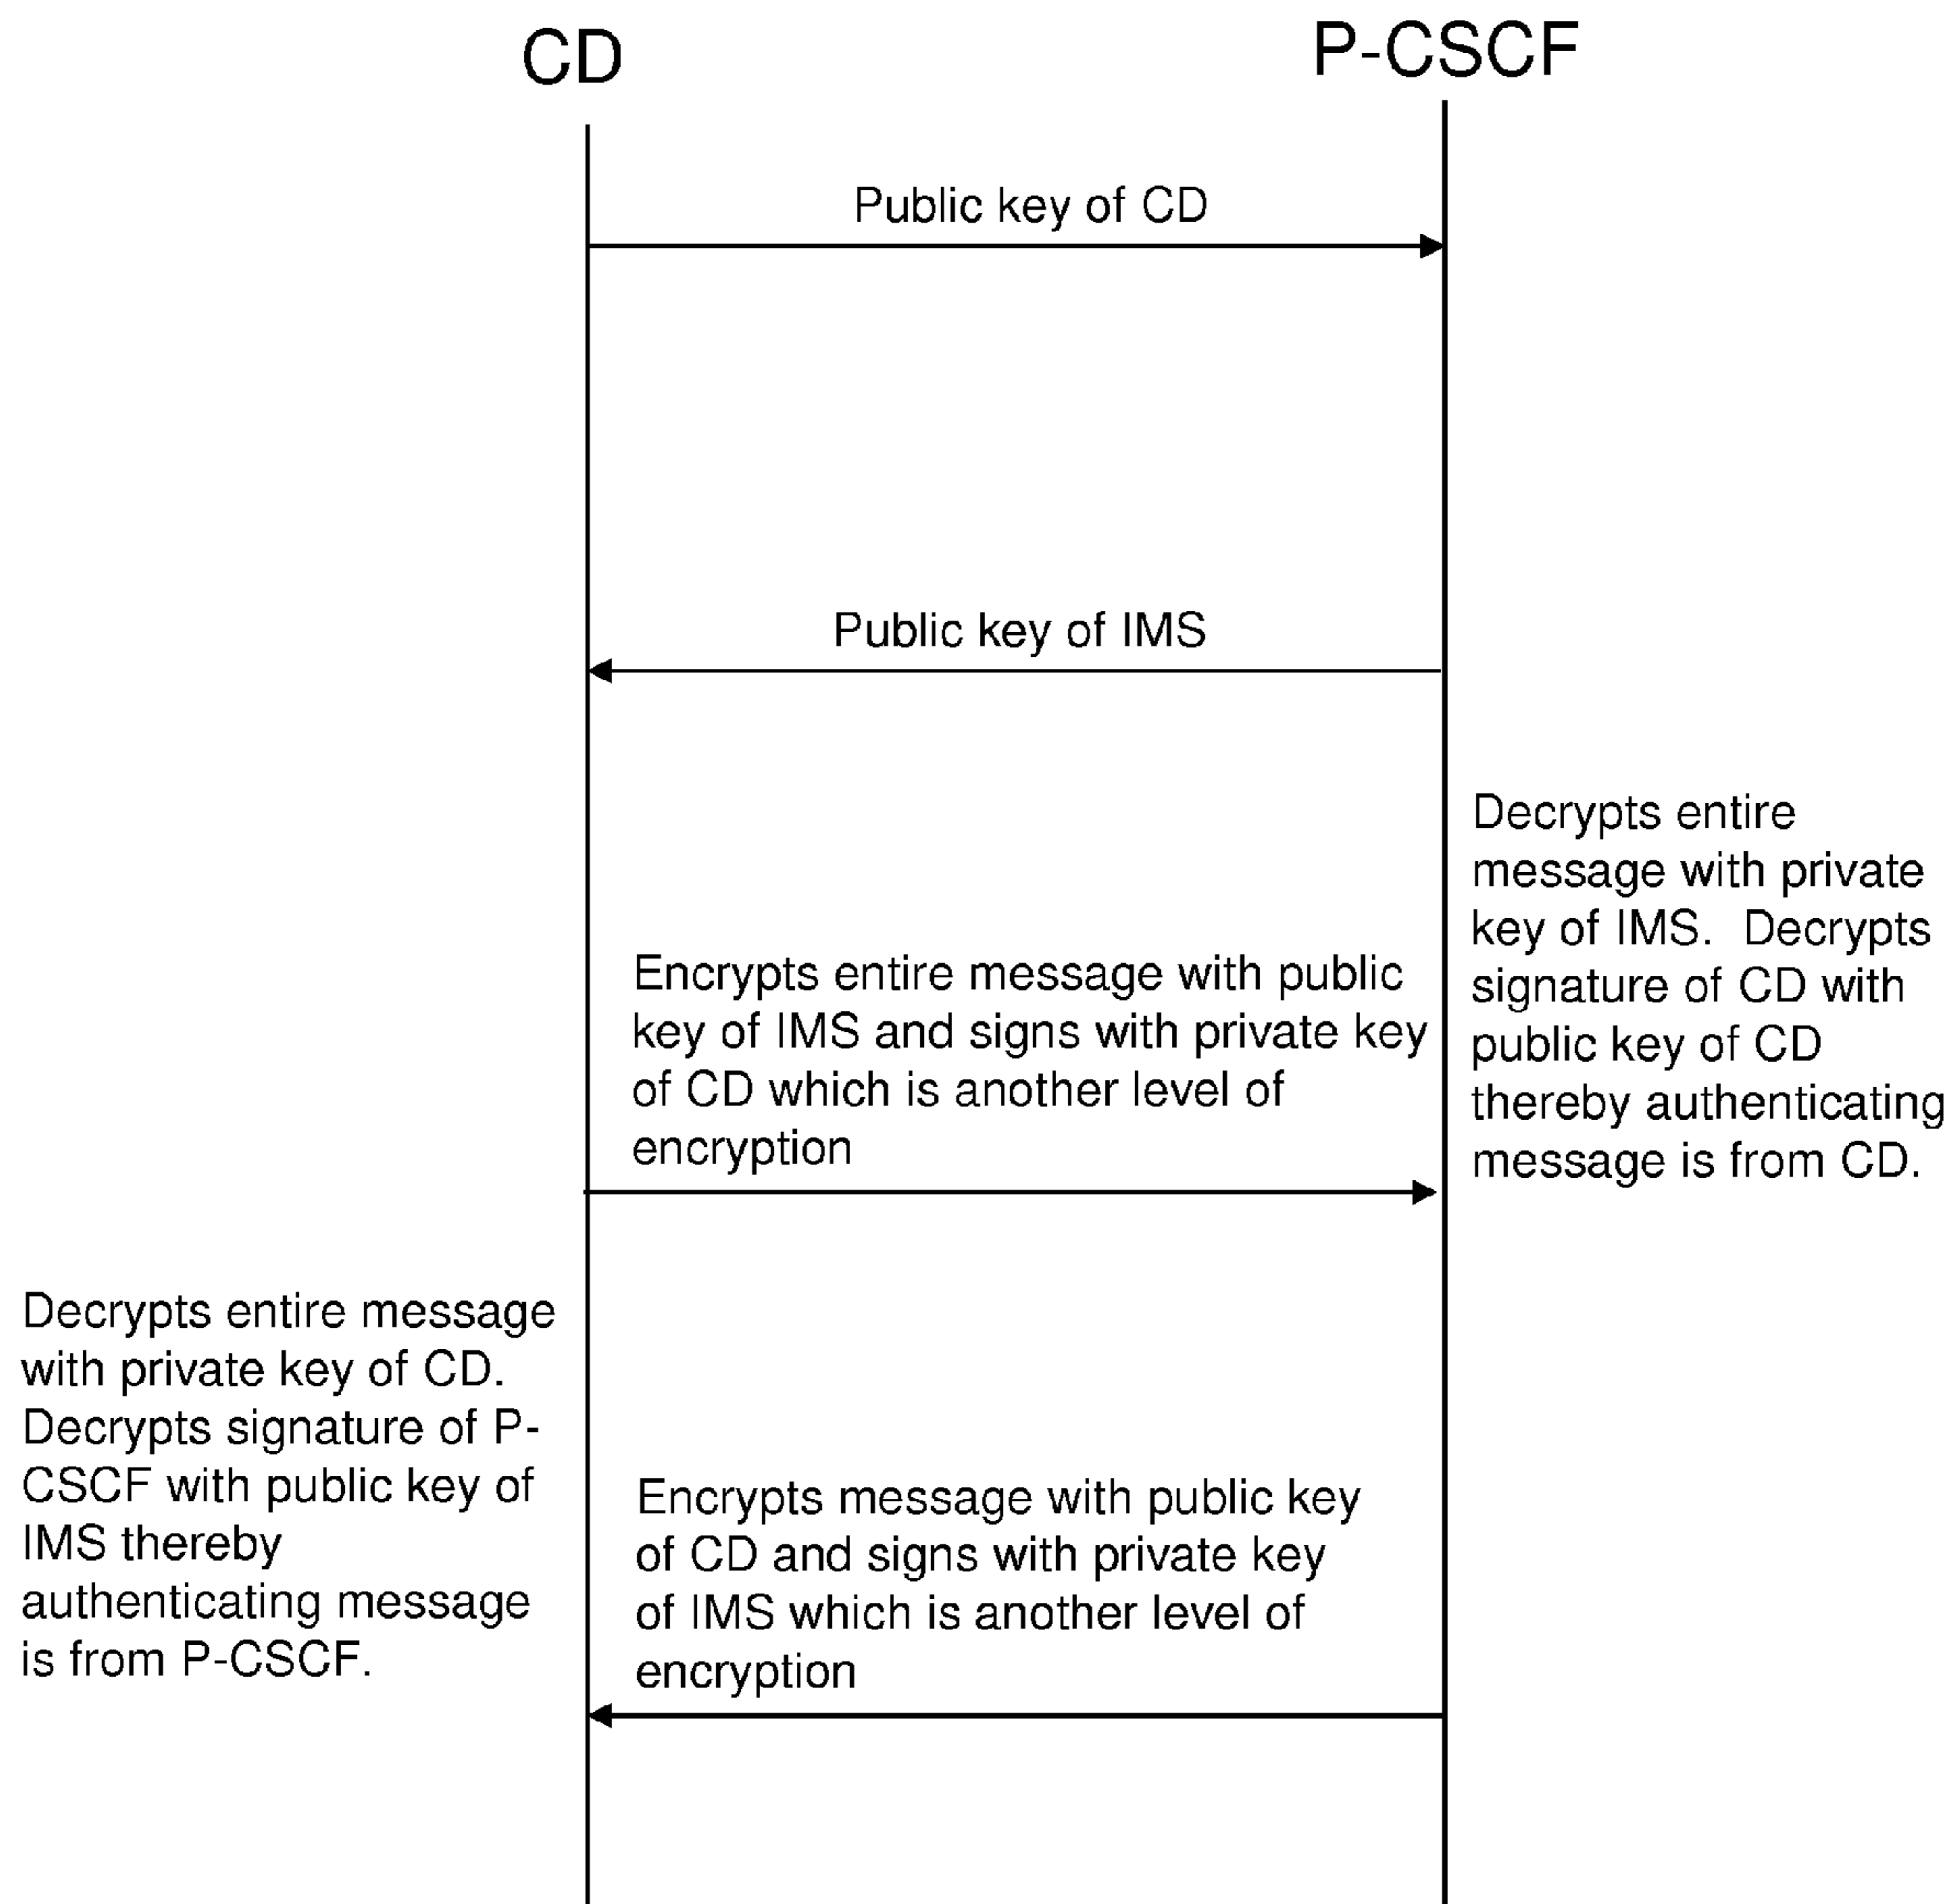 CD
P-CSCF
Public key of CD
Public key of IMS
Decrypts entire
message with private
key of IMS. Decrypts
signature of CD with
public key of CD
thereby authenticating
message is from CD.
Encrypts entire message with public
key of IMS and signs with private key
of CD which is another level of
encryption
Decrypts entire message
with private key of CD.
Decrypts signature of P-
CSCF with public key of
IMS thereby
authenticating message
is from P-CSCF.
Encrypts message with public key
of CD and signs with private key
of IMS which is another level of
encryption